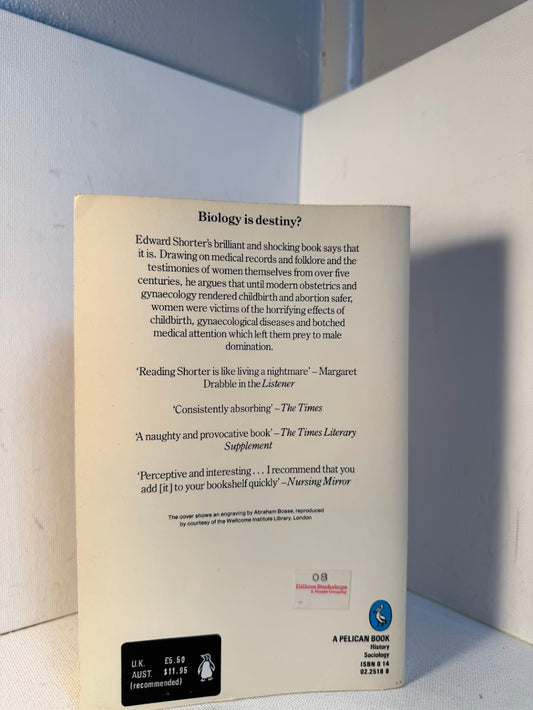 Biology is destiny?
Edward Shorter's brilliant and shocking book says that
it is. Drawing on medical records and folklore and the
testimonies of women themselves from over five
centuries, he argues that until modern obstetrics and
gynaecology rendered childbirth and abortion safer,
women were victims of the horrifying effects of
childbirth, gynaecological diseases and botched
medical attention which left them prey to male
domination.
'Reading Shorter is like living a nightmare' – Margaret
Drabble in the Listener
'Consistently absorbing' – The Times
'A naughty and provocative book' – The Times Literary
Supplement
'Perceptive and interesting . . . I recommend that you
add [it] to your bookshelf quickly' – Nursing Mirror
The cover shows an engraving by Abraham Bosse, reproduced
by courtesy of the Wellcome Institute Library, London
08
Dillons Bookshops
A Pentos Company
A PELICAN BOOK
History
Sociology
ISBN 0 14
02.2518 8
U.K. £5.50
AUST. $11.95
(recommended)